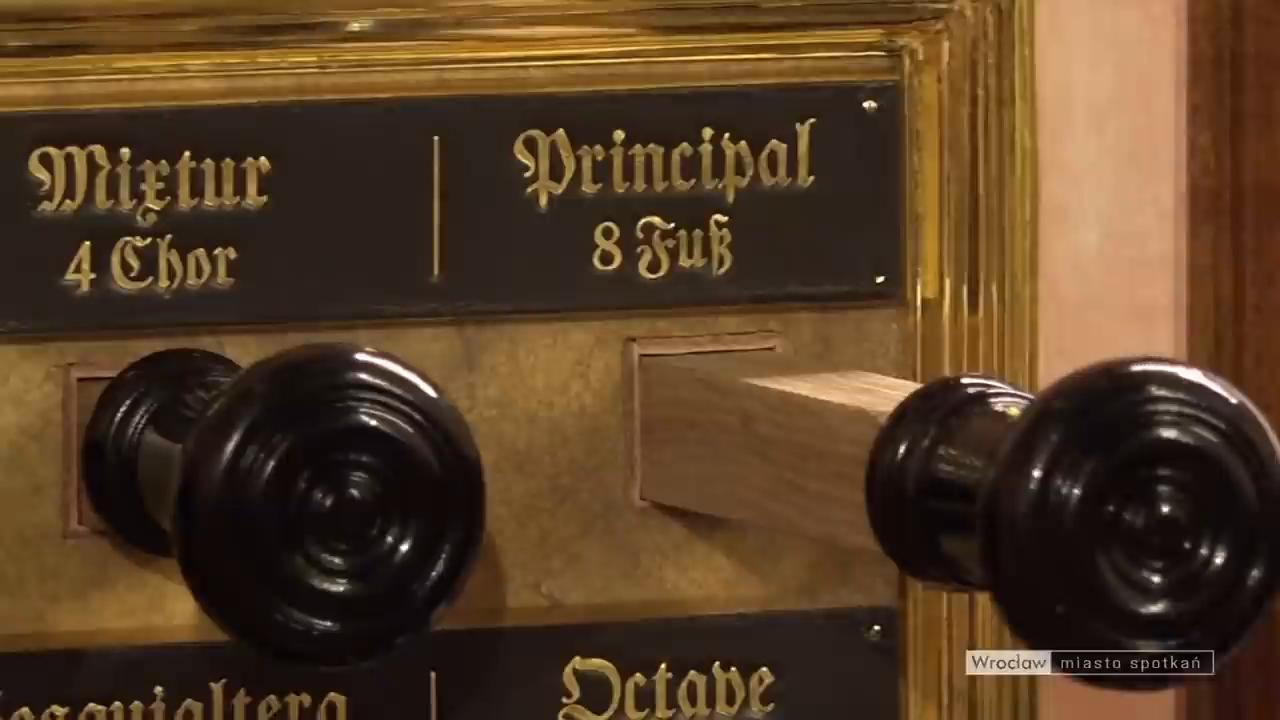 Mixtur
4 Chor
Principal
8 Fuß
Octave
Wrocław miasto spotkań